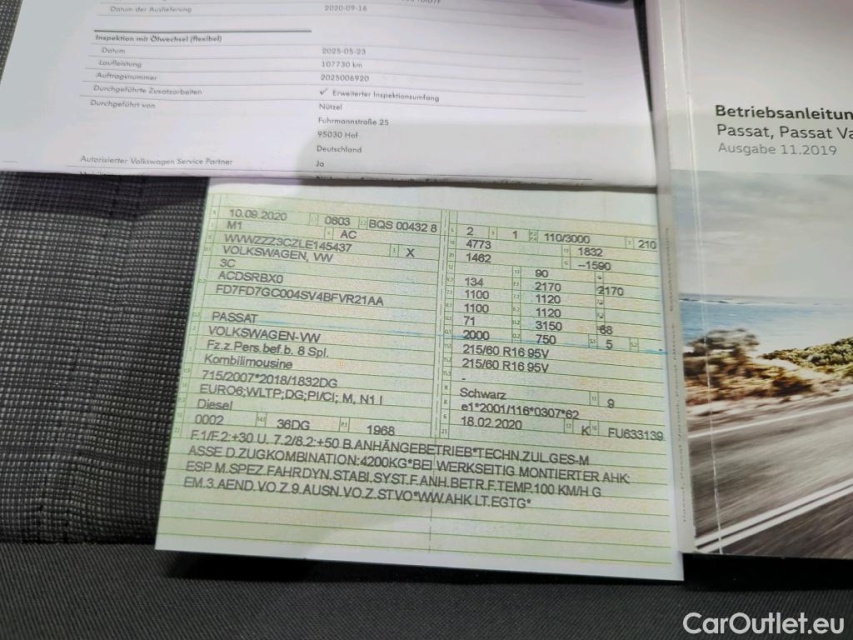 Datum der Auslieferung 2020-09-16
Inspektion mit Ölwechsel (flexibel)
Datum 2025-05-23
Laufleistung 107730 km
Auftragsnummer 2025006920
Durchgeführte Zusatzarbeiten ✓ Erweiterter Inspektionsumfang
Durchgeführt von Nützel
Fuhrmannstraße 25
95030 Hof
Deutschland
Autorisierter Volkswagen Service Partner Ja
Betriebsanleitun
Passat, Passat Va
Ausgabe 11.2019
10.09.2020 0803 BQS 00432 8
M1 AC
WVWZZZ3CZLE145437 X
VOLKSWAGEN, VW
3C
ACDSRBX0
FD7FD7GC004SV4BFVR21AA
PASSAT
VOLKSWAGEN-VW
Fz.z.Pers.bef.b. 8 Spl.
Kombilimousine
715/2007*2018/1832DG
EURO6;WLTP;DG;PI/CI; M, N1 I
Diesel
0002 36DG 1968
2 1 110/3000 210
4773 1832
1462 -1590
90
134 2170 2170
1100 1120
1100 1120
71 3150 68
2000 750 5
215/60 R16 95V
215/60 R16 95V
-
-
Schwarz 9
e1*2001/116*0307*62
18.02.2020 K FU633139
F.1/F.2:+30 U. 7.2/8.2:+50 B.ANHÄNGEBETRIEB*TECHN.ZUL.GES-M
ASSE D.ZUGKOMBINATION:4200KG*BEI WERKSEITIG MONTIERTER AHK:
ESP M.SPEZ.FAHRDYN.STABI.SYST.F.ANH.BETR.F.TEMP.100 KM/H G
EM.3.AEND.VO.Z.9.AUSN.VO.Z.STVO*WW.AHK LT.EGTG*
CarOutlet.eu